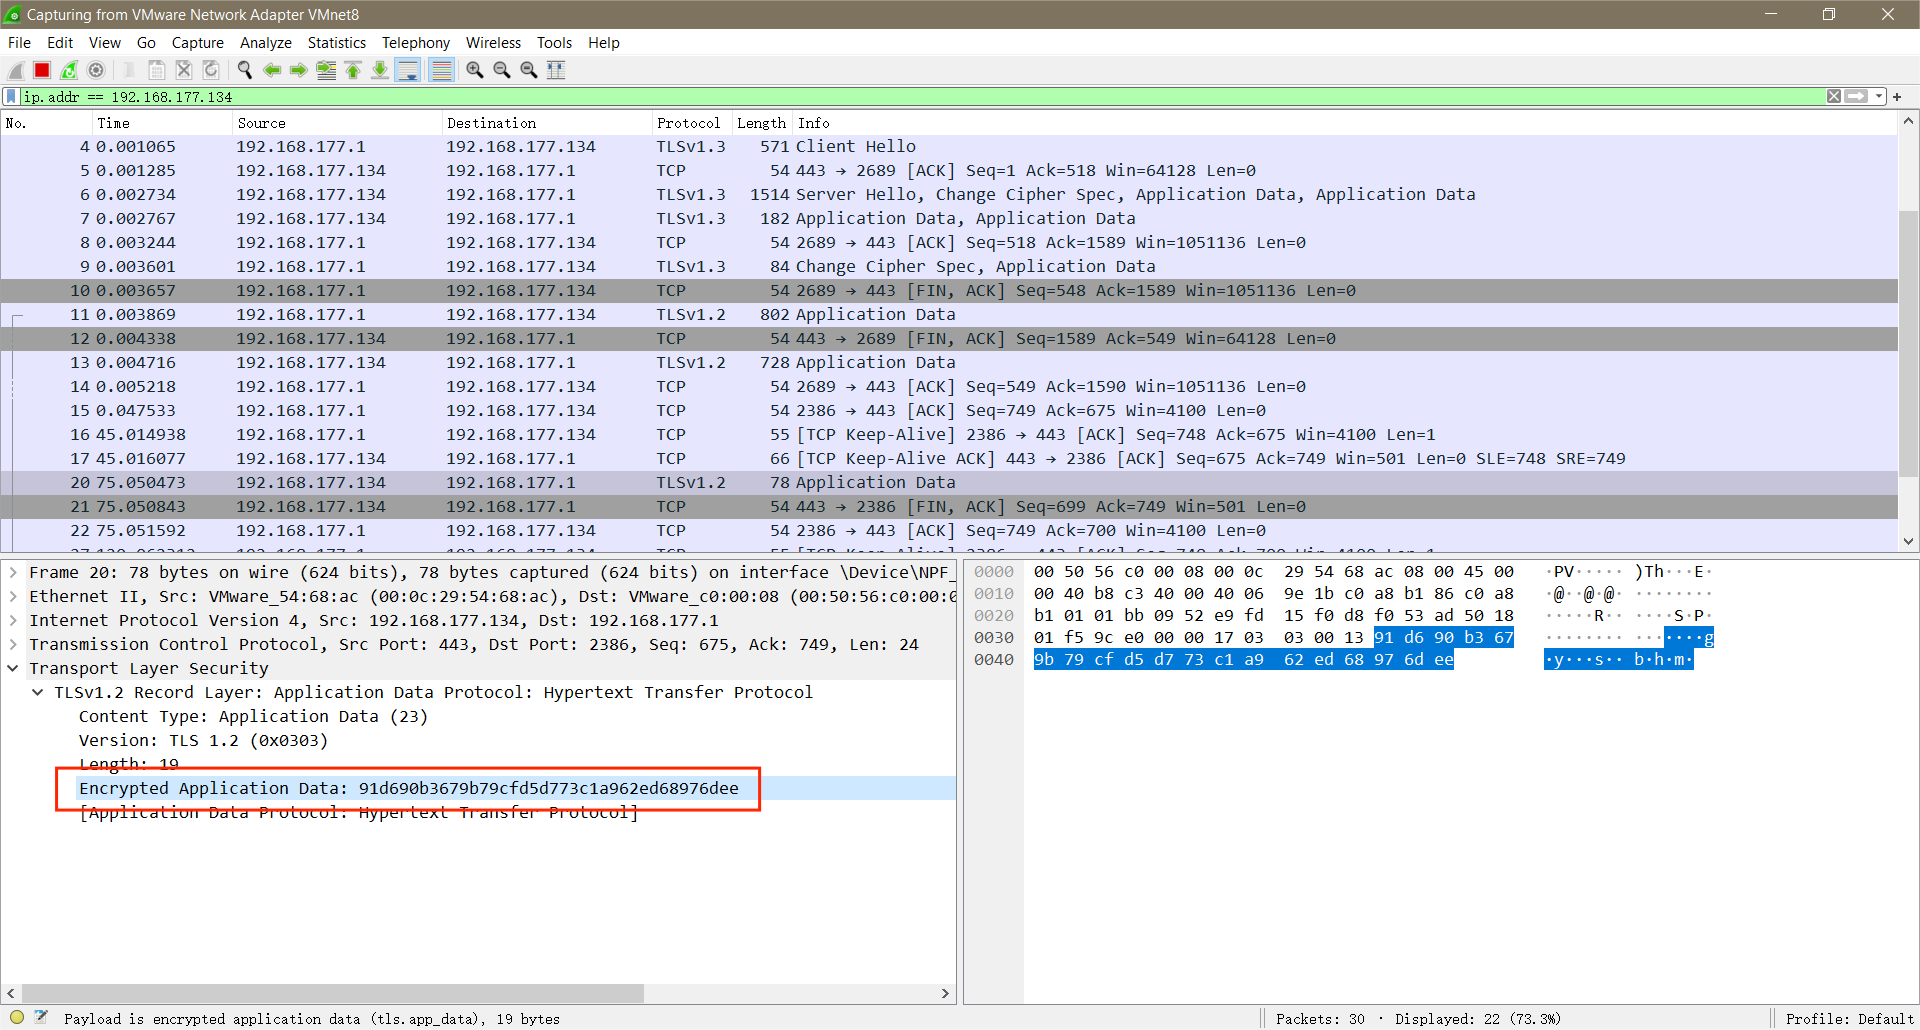 Capturing from VMware Network Adapter VMnet8
File Edit View Go Capture Analyze Statistics Telephony Wireless Tools Help
ip.addr == 192.168.177.134
No. Time Source Destination Protocol Length Info
4 0.001065 192.168.177.1 192.168.177.134 TLSv1.3 571 Client Hello
5 0.001285 192.168.177.134 192.168.177.1 TCP 54 443 → 2689 [ACK] Seq=1 Ack=518 Win=64128 Len=0
6 0.002734 192.168.177.134 192.168.177.1 TLSv1.3 1514 Server Hello, Change Cipher Spec, Application Data, Application Data
7 0.002767 192.168.177.134 192.168.177.1 TLSv1.3 182 Application Data, Application Data
8 0.003244 192.168.177.1 192.168.177.134 TCP 54 2689 → 443 [ACK] Seq=518 Ack=1589 Win=1051136 Len=0
9 0.003601 192.168.177.1 192.168.177.134 TLSv1.3 84 Change Cipher Spec, Application Data
10 0.003657 192.168.177.1 192.168.177.134 TCP 54 2689 → 443 [FIN, ACK] Seq=548 Ack=1589 Win=1051136 Len=0
11 0.003869 192.168.177.1 192.168.177.134 TLSv1.2 802 Application Data
12 0.004338 192.168.177.134 192.168.177.1 TCP 54 443 → 2689 [FIN, ACK] Seq=1589 Ack=549 Win=64128 Len=0
13 0.004716 192.168.177.134 192.168.177.1 TLSv1.2 728 Application Data
14 0.005218 192.168.177.1 192.168.177.134 TCP 54 2689 → 443 [ACK] Seq=549 Ack=1590 Win=1051136 Len=0
15 0.047533 192.168.177.1 192.168.177.134 TCP 54 2386 → 443 [ACK] Seq=749 Ack=675 Win=4100 Len=0
16 45.014938 192.168.177.1 192.168.177.134 TCP 55 [TCP Keep-Alive] 2386 → 443 [ACK] Seq=748 Ack=675 Win=4100 Len=1
17 45.016077 192.168.177.134 192.168.177.1 TCP 66 [TCP Keep-Alive ACK] 443 → 2386 [ACK] Seq=675 Ack=749 Win=501 Len=0 SLE=748 SRE=749
20 75.050473 192.168.177.134 192.168.177.1 TLSv1.2 78 Application Data
21 75.050843 192.168.177.134 192.168.177.1 TCP 54 443 → 2386 [FIN, ACK] Seq=699 Ack=749 Win=501 Len=0
22 75.051592 192.168.177.1 192.168.177.134 TCP 54 2386 → 443 [ACK] Seq=749 Ack=700 Win=4100 Len=0
Frame 20: 78 bytes on wire (624 bits), 78 bytes captured (624 bits) on interface \Device\NPF_
Ethernet II, Src: VMware_54:68:ac (00:0c:29:54:68:ac), Dst: VMware_c0:00:08 (00:50:56:c0:00:0
Internet Protocol Version 4, Src: 192.168.177.134, Dst: 192.168.177.1
Transmission Control Protocol, Src Port: 443, Dst Port: 2386, Seq: 675, Ack: 749, Len: 24
Transport Layer Security
TLSv1.2 Record Layer: Application Data Protocol: Hypertext Transfer Protocol
Content Type: Application Data (23)
Version: TLS 1.2 (0x0303)
Length: 19
Encrypted Application Data: 91d690b3679b79cfd5d773c1a962ed68976dee
[Application Data Protocol: Hypertext Transfer Protocol]
0000 00 50 56 c0 00 08 00 0c 29 54 68 ac 08 00 45 00 ·PV····· )Th···E·
0010 00 40 b8 c3 40 00 40 06 9e 1b c0 a8 b1 86 c0 a8 ·@··@·@· ········
0020 b1 01 01 bb 09 52 e9 fd 15 f0 d8 f0 53 ad 50 18 ·····R·· ····S·P·
0030 01 f5 9c e0 00 00 17 03 03 00 13 91 d6 90 b3 67 ········ ·······g
0040 9b 79 cf d5 d7 73 c1 a9 62 ed 68 97 6d ee ·y···s·· b·h·m·
Payload is encrypted application data (tls.app_data), 19 bytes
Packets: 30 · Displayed: 22 (73.3%)
Profile: Default